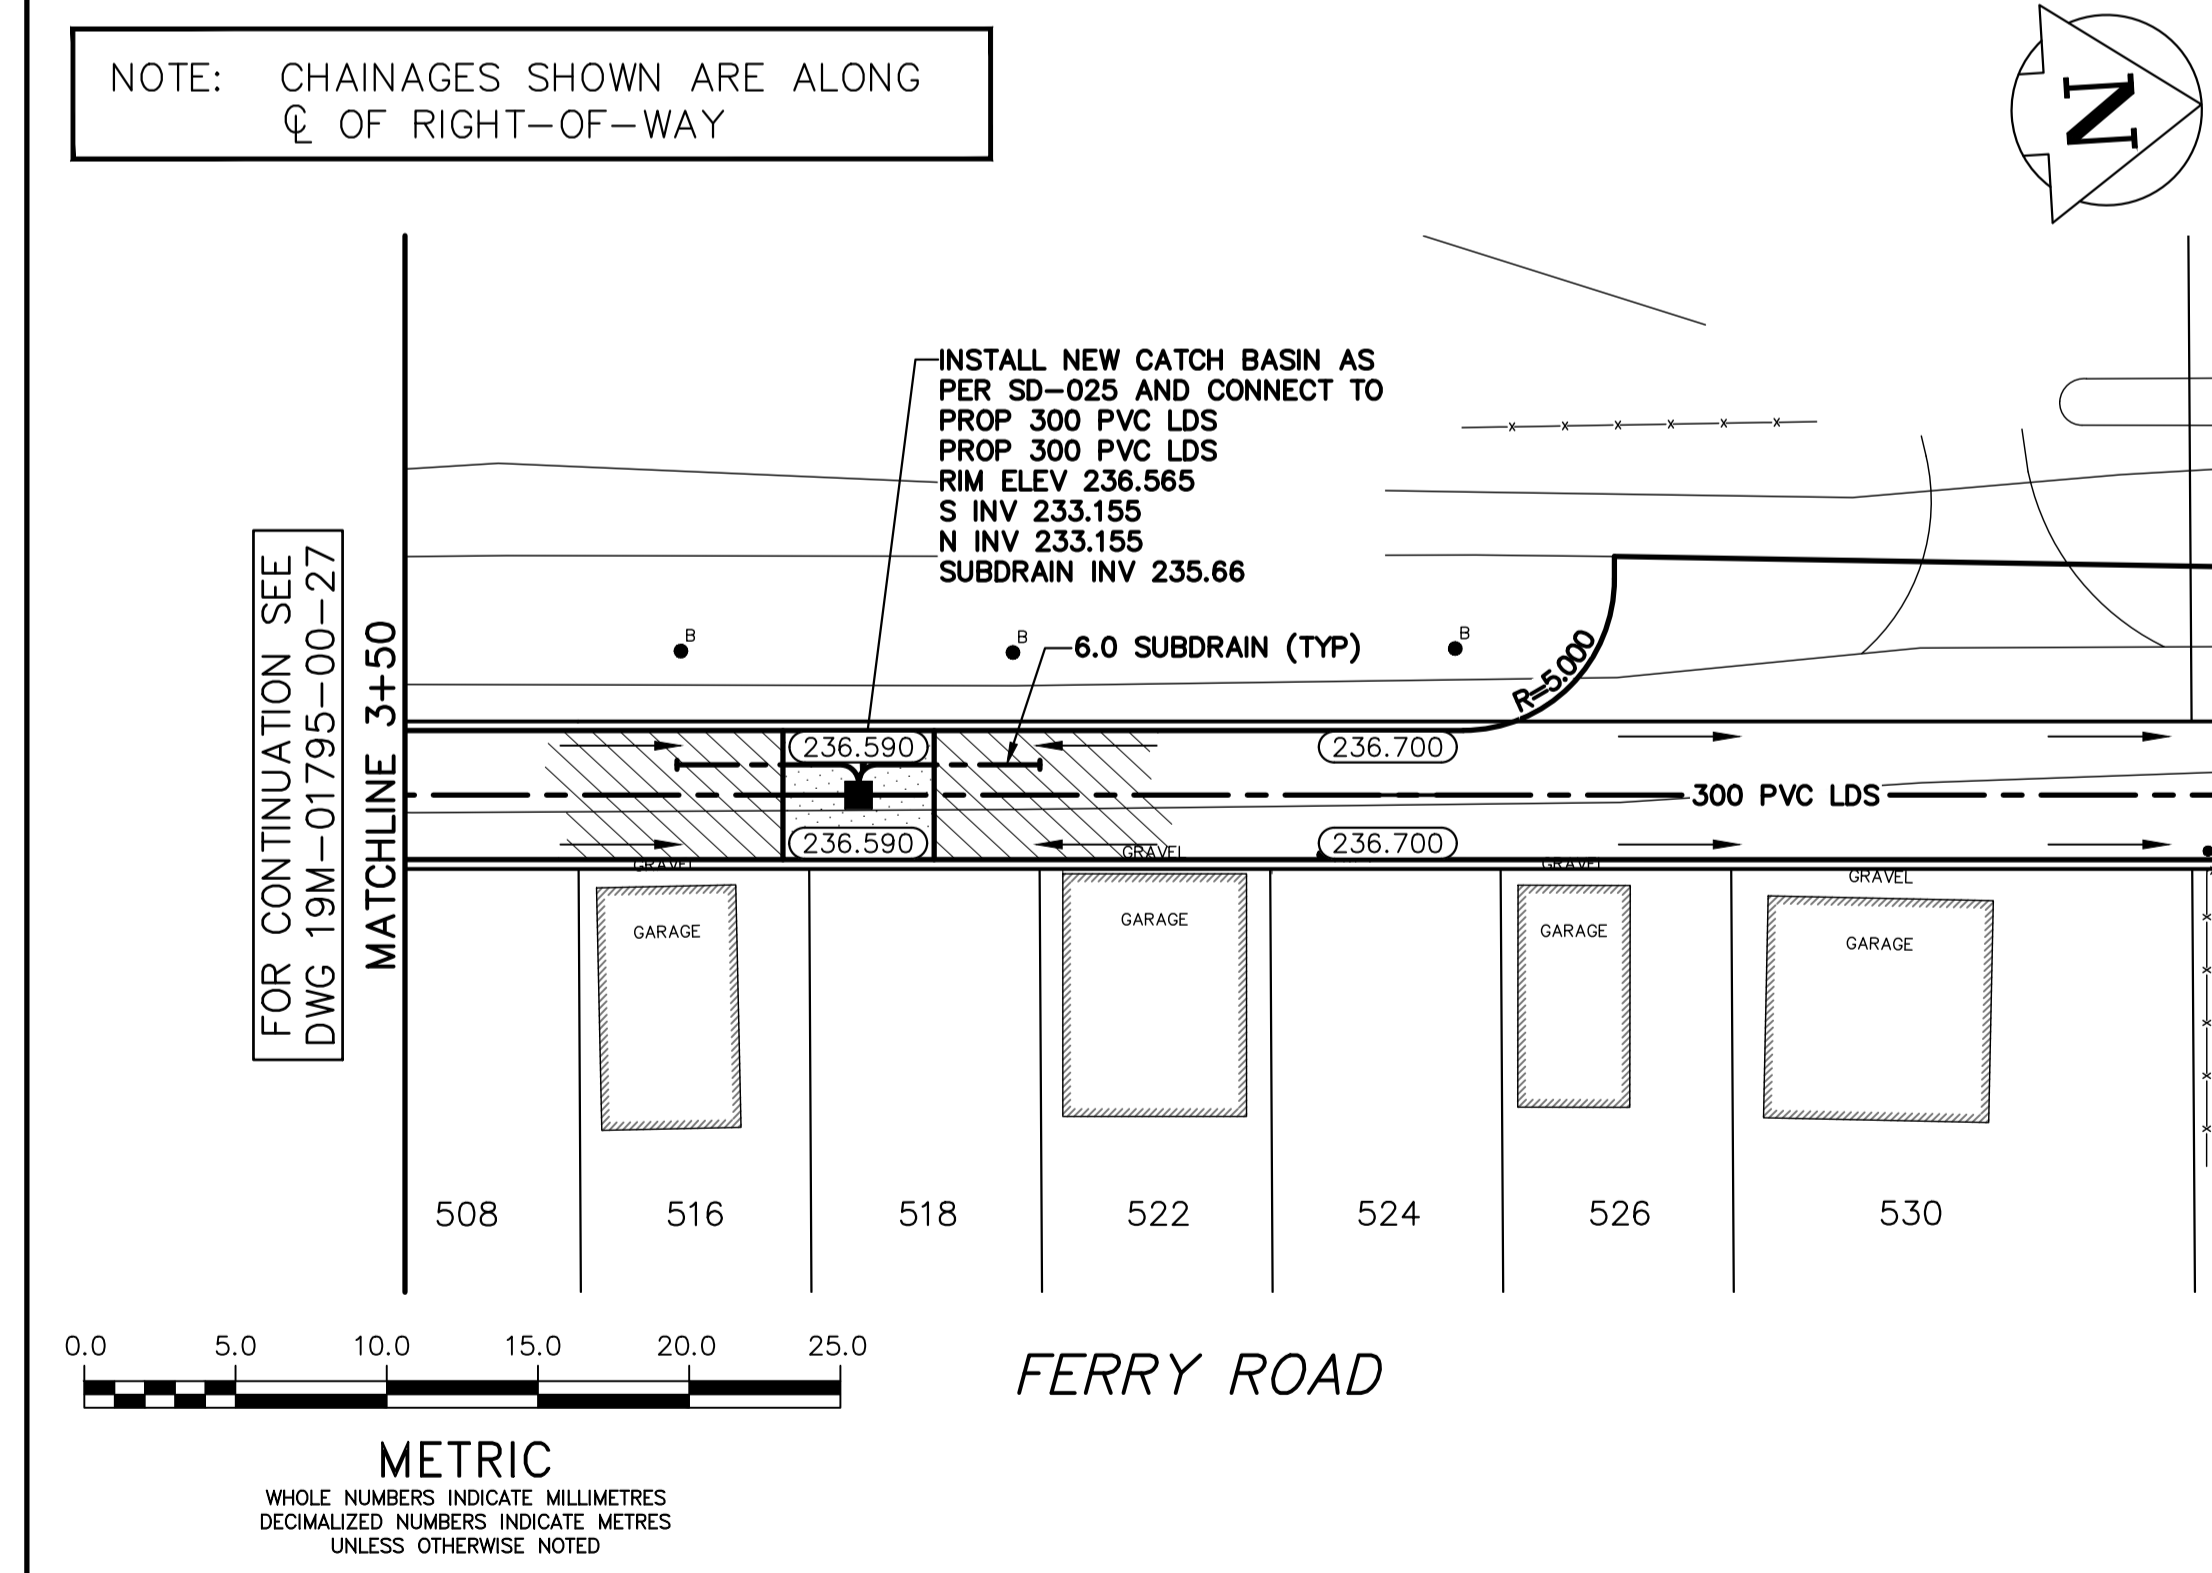 NOTE: CHAINAGES SHOWN ARE ALONG
℄ OF RIGHT-OF-WAY
N
INSTALL NEW CATCH BASIN AS
PER SD-025 AND CONNECT TO
PROP 300 PVC LDS
PROP 300 PVC LDS
RIM ELEV 236.565
S INV 233.155
N INV 233.155
SUBDRAIN INV 235.66
FOR CONTINUATION SEE
DWG 19M-01795-00-27
MATCHLINE 3+50
B
B
B
6.0 SUBDRAIN (TYP)
R=5.000
236.590
236.700
300 PVC LDS
236.590
236.700
GRAVEL
GRAVEL
GRAVEL
GRAVEL
GARAGE
GARAGE
GARAGE
GARAGE
508
516
518
522
524
526
530
0.0 5.0 10.0 15.0 20.0 25.0
FERRY ROAD
METRIC
WHOLE NUMBERS INDICATE MILLIMETRES
DECIMALIZED NUMBERS INDICATE METRES
UNLESS OTHERWISE NOTED